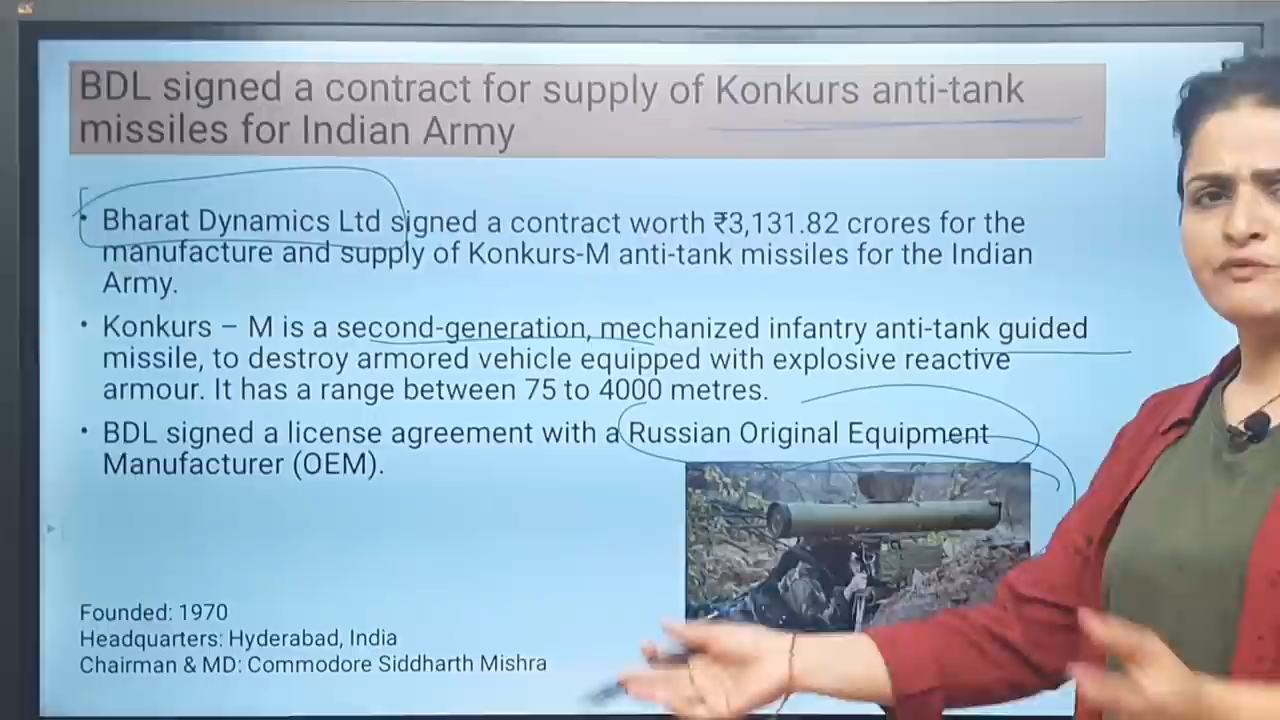 BDL signed a contract for supply of Konkurs anti-tank
missiles for Indian Army
• Bharat Dynamics Ltd signed a contract worth ₹3,131.82 crores for the
manufacture and supply of Konkurs-M anti-tank missiles for the Indian
Army.
• Konkurs – M is a second-generation, mechanized infantry anti-tank guided
missile, to destroy armored vehicle equipped with explosive reactive
armour. It has a range between 75 to 4000 metres.
• BDL signed a license agreement with a Russian Original Equipment
Manufacturer (OEM).
Founded: 1970
Headquarters: Hyderabad, India
Chairman & MD: Commodore Siddharth Mishra